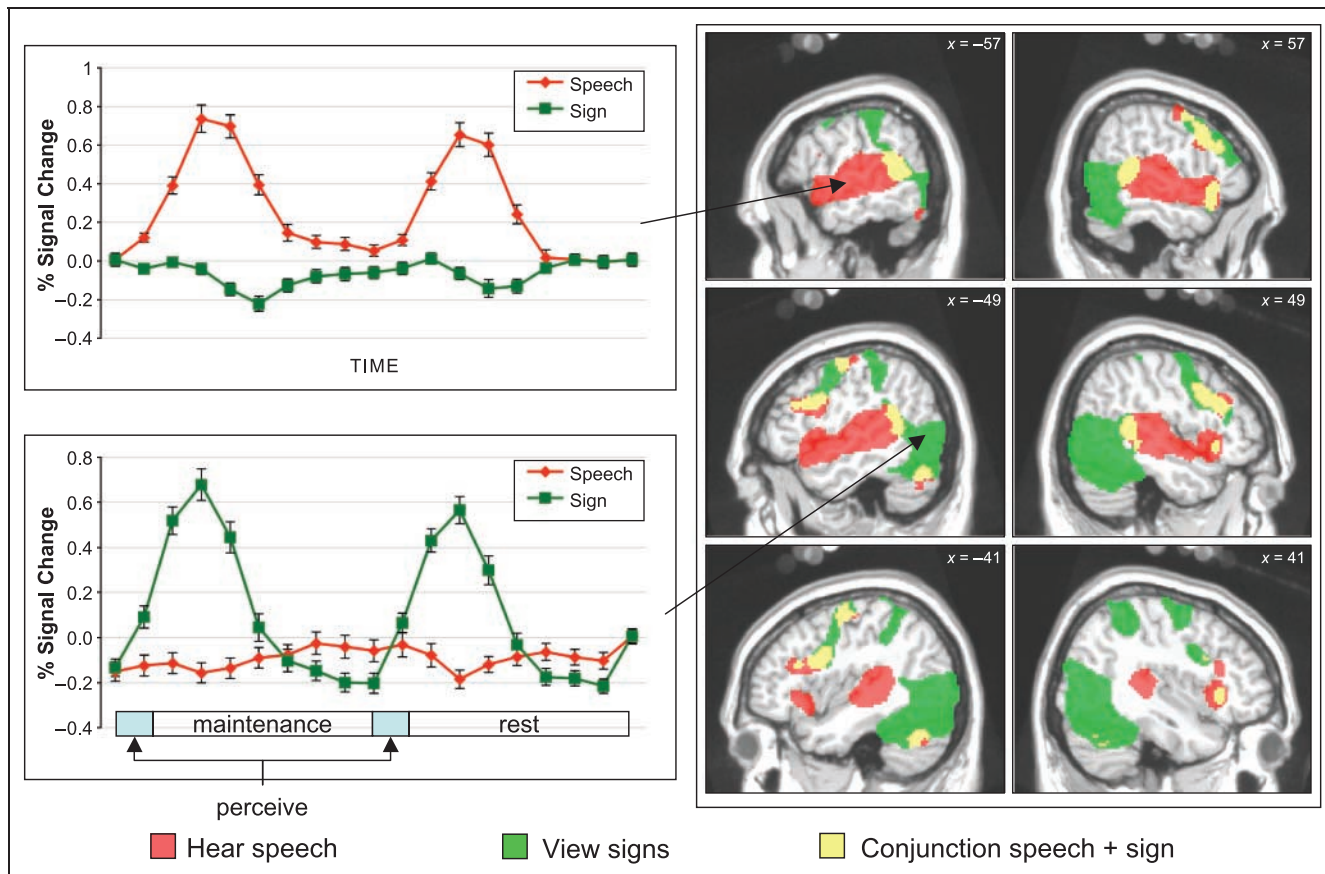 1
0.8
0.6
0.4
0.2
0.0
–0.2
–0.4
% Signal Change
Speech
Sign
TIME
0.8
0.6
0.4
0.2
0.0
–0.2
–0.4
% Signal Change
Speech
Sign
maintenance
rest
perceive
x = –57
x = 57
x = –49
x = 49
x = –41
x = 41
Hear speech
View signs
Conjunction speech + sign